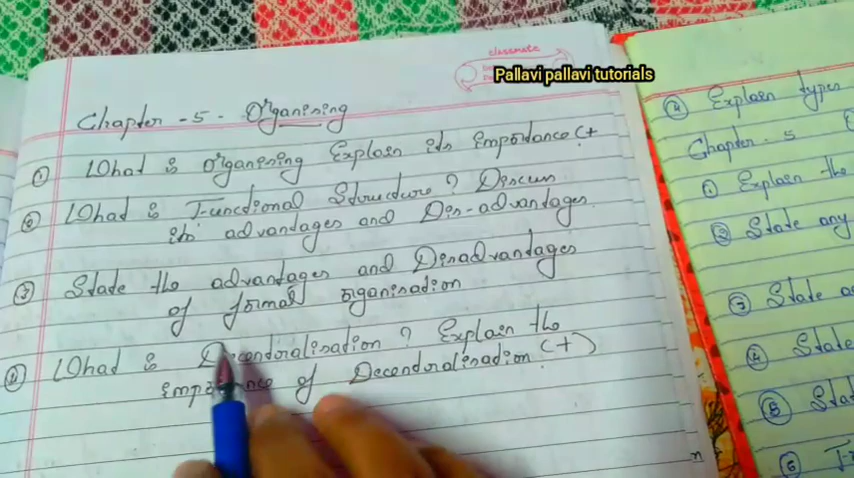 classmate
Pallavi pallavi tutorials
Chapter - 5 - Organising
① What is Organising Explain its Importance (+
② What is Functional Structure ? Discuss
its advantages and Dis-advantages.
③ State the advantages and Disadvantages
of formal organisation
④ What is Decentralisation ? Explain the
of Decentralisation (+)
④ Explain types
Chapter - 5
① Explain the
② State any
③ State
④ State
⑤ Stat
⑥